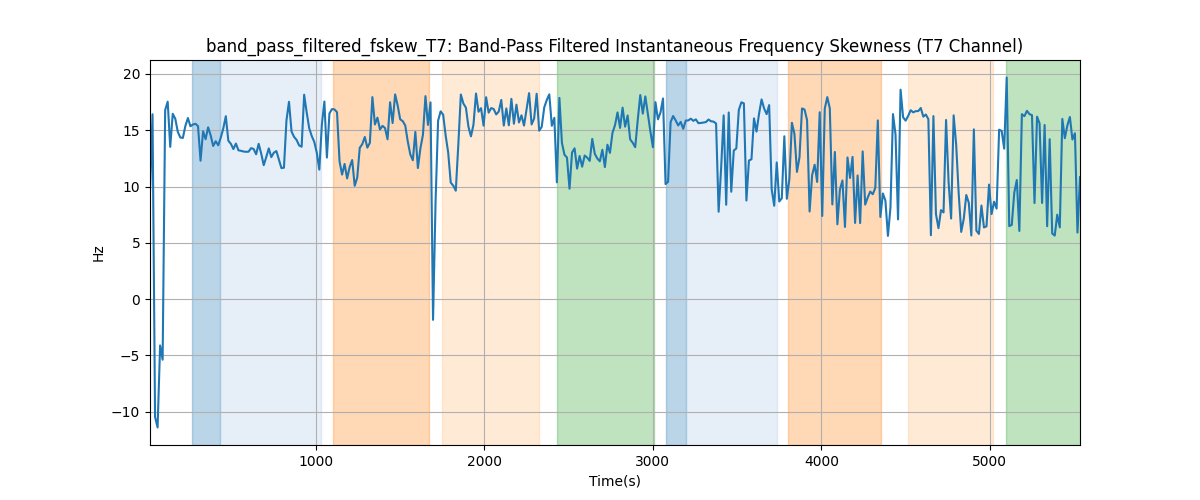 band_pass_filtered_fskew_T7: Band-Pass Filtered Instantaneous Frequency Skewness (T7 Channel)
20
15
10
5
0
−5
−10
Hz
1000 2000 3000 4000 5000
Time(s)